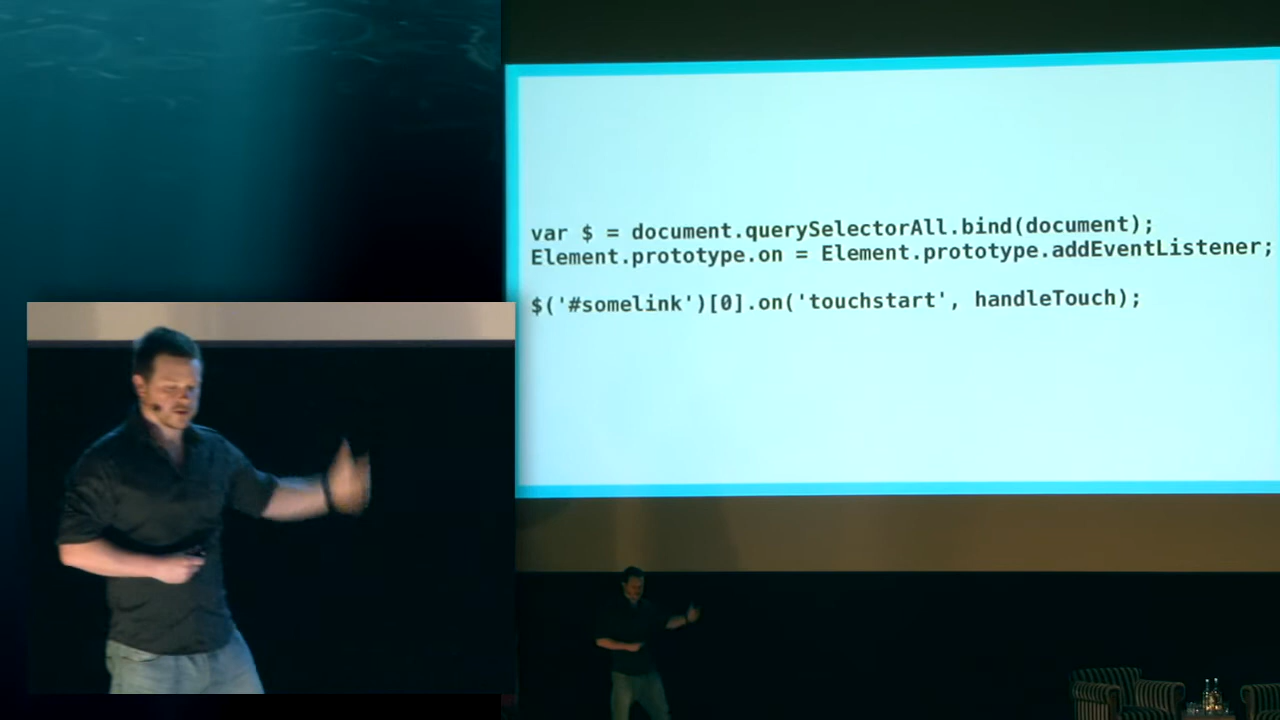 var $ = document.querySelectorAll.bind(document);
Element.prototype.on = Element.prototype.addEventListener;
$('#somelink')[0].on('touchstart', handleTouch);